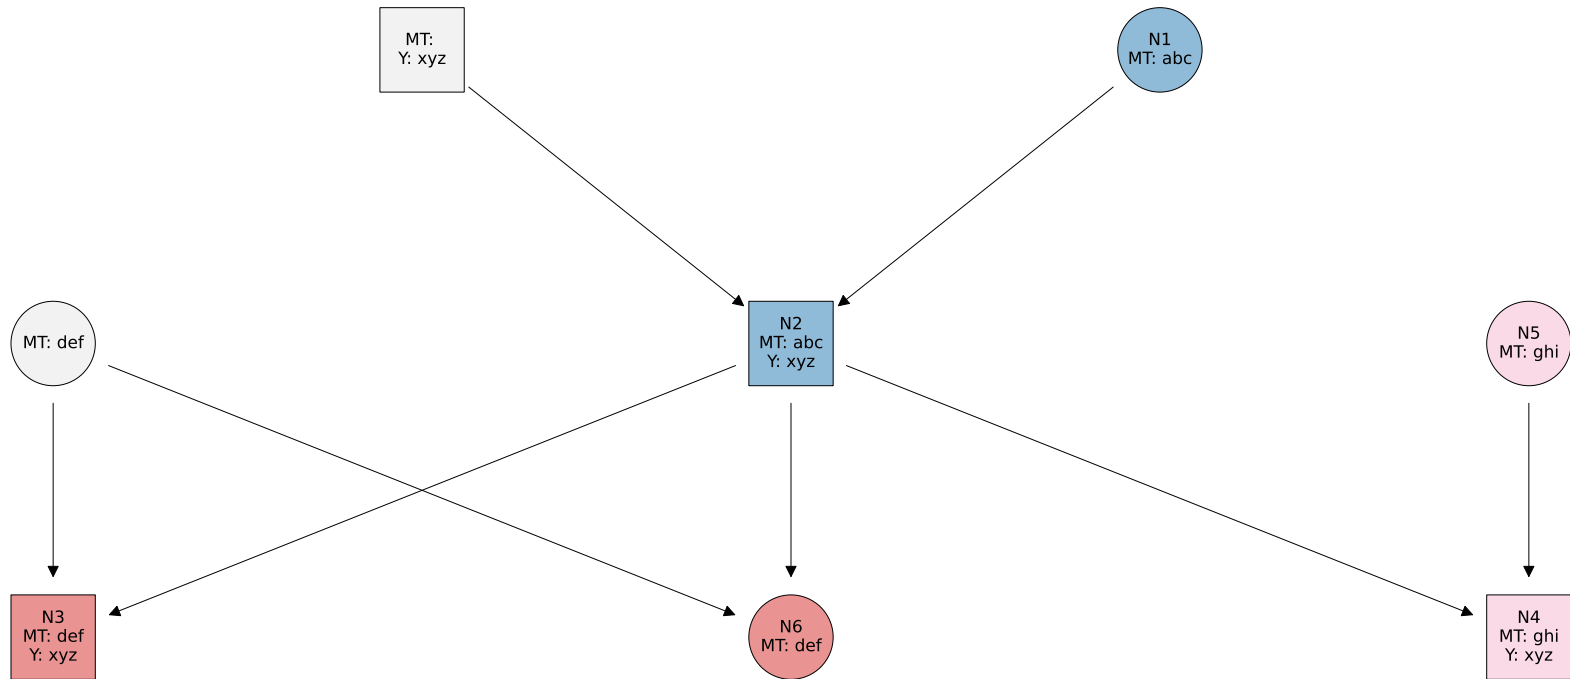 MT:
Y: xyz
N1
MT: abc
MT: def
N2
MT: abc
Y: xyz
N5
MT: ghi
N3
MT: def
Y: xyz
N6
MT: def
N4
MT: ghi
Y: xyz